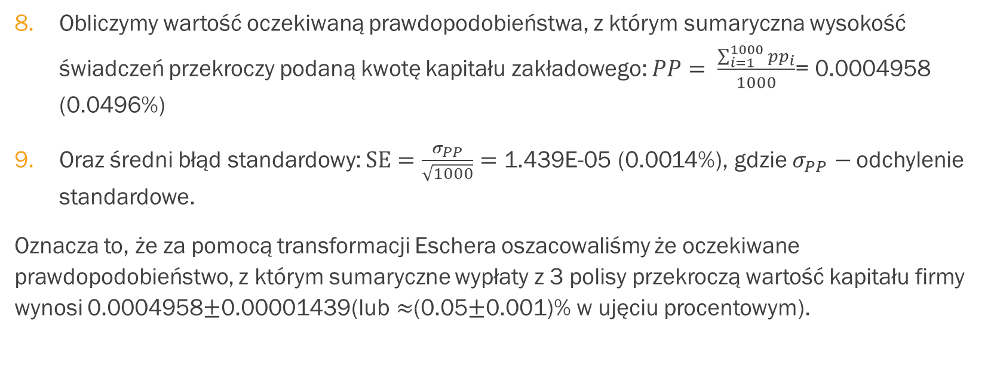 8. Obliczymy wartość oczekiwaną prawdopodobieństwa, z którym sumaryczna wysokość
świadczeń przekroczy podaną kwotę kapitału zakładowego: $PP = \frac{\sum_{i=1}^{1000} pp_i}{1000}$= 0.0004958
(0.0496%)
9. Oraz średni błąd standardowy: $\mathrm{SE} = \frac{\sigma_{PP}}{\sqrt{1000}}$ = 1.439E-05 (0.0014%), gdzie $\sigma_{PP}$ − odchylenie
standardowe.
Oznacza to, że za pomocą transformacji Eschera oszacowaliśmy że oczekiwane
prawdopodobieństwo, z którym sumaryczne wypłaty z 3 polisy przekroczą wartość kapitału firmy
wynosi 0.0004958±0.00001439(lub ≈(0.05±0.001)% w ujęciu procentowym).